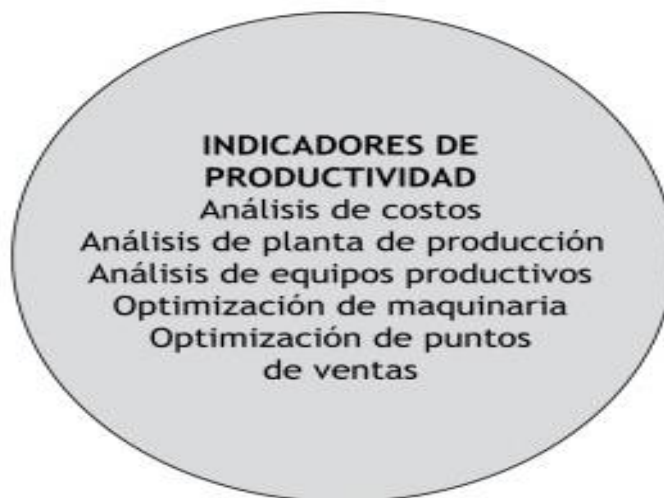 INDICADORES DE
PRODUCTIVIDAD
Análisis de costos
Análisis de planta de producción
Análisis de equipos productivos
Optimización de maquinaria
Optimización de puntos
de ventas